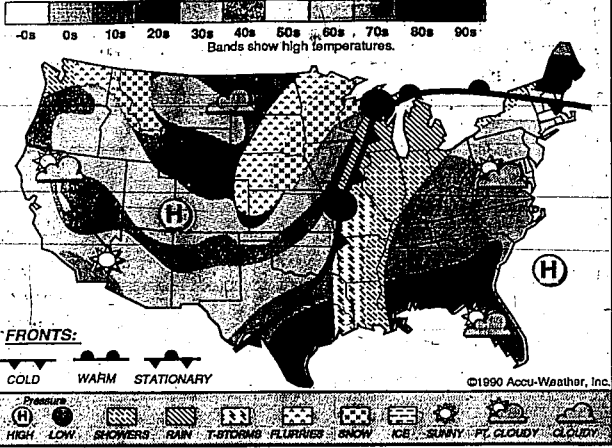 -0s 0s 10s 20s 30s 40s 50s 60s 70s 80s 90s
Bands show high temperatures.
H
H
FRONTS:
COLD WARM STATIONARY
©1990 Accu-Weather, Inc.
Pressure
H
HIGH LOW SHOWERS RAIN T-STORMS FLURRIES SNOW ICE SUNNY PT. CLOUDY CLOUDY